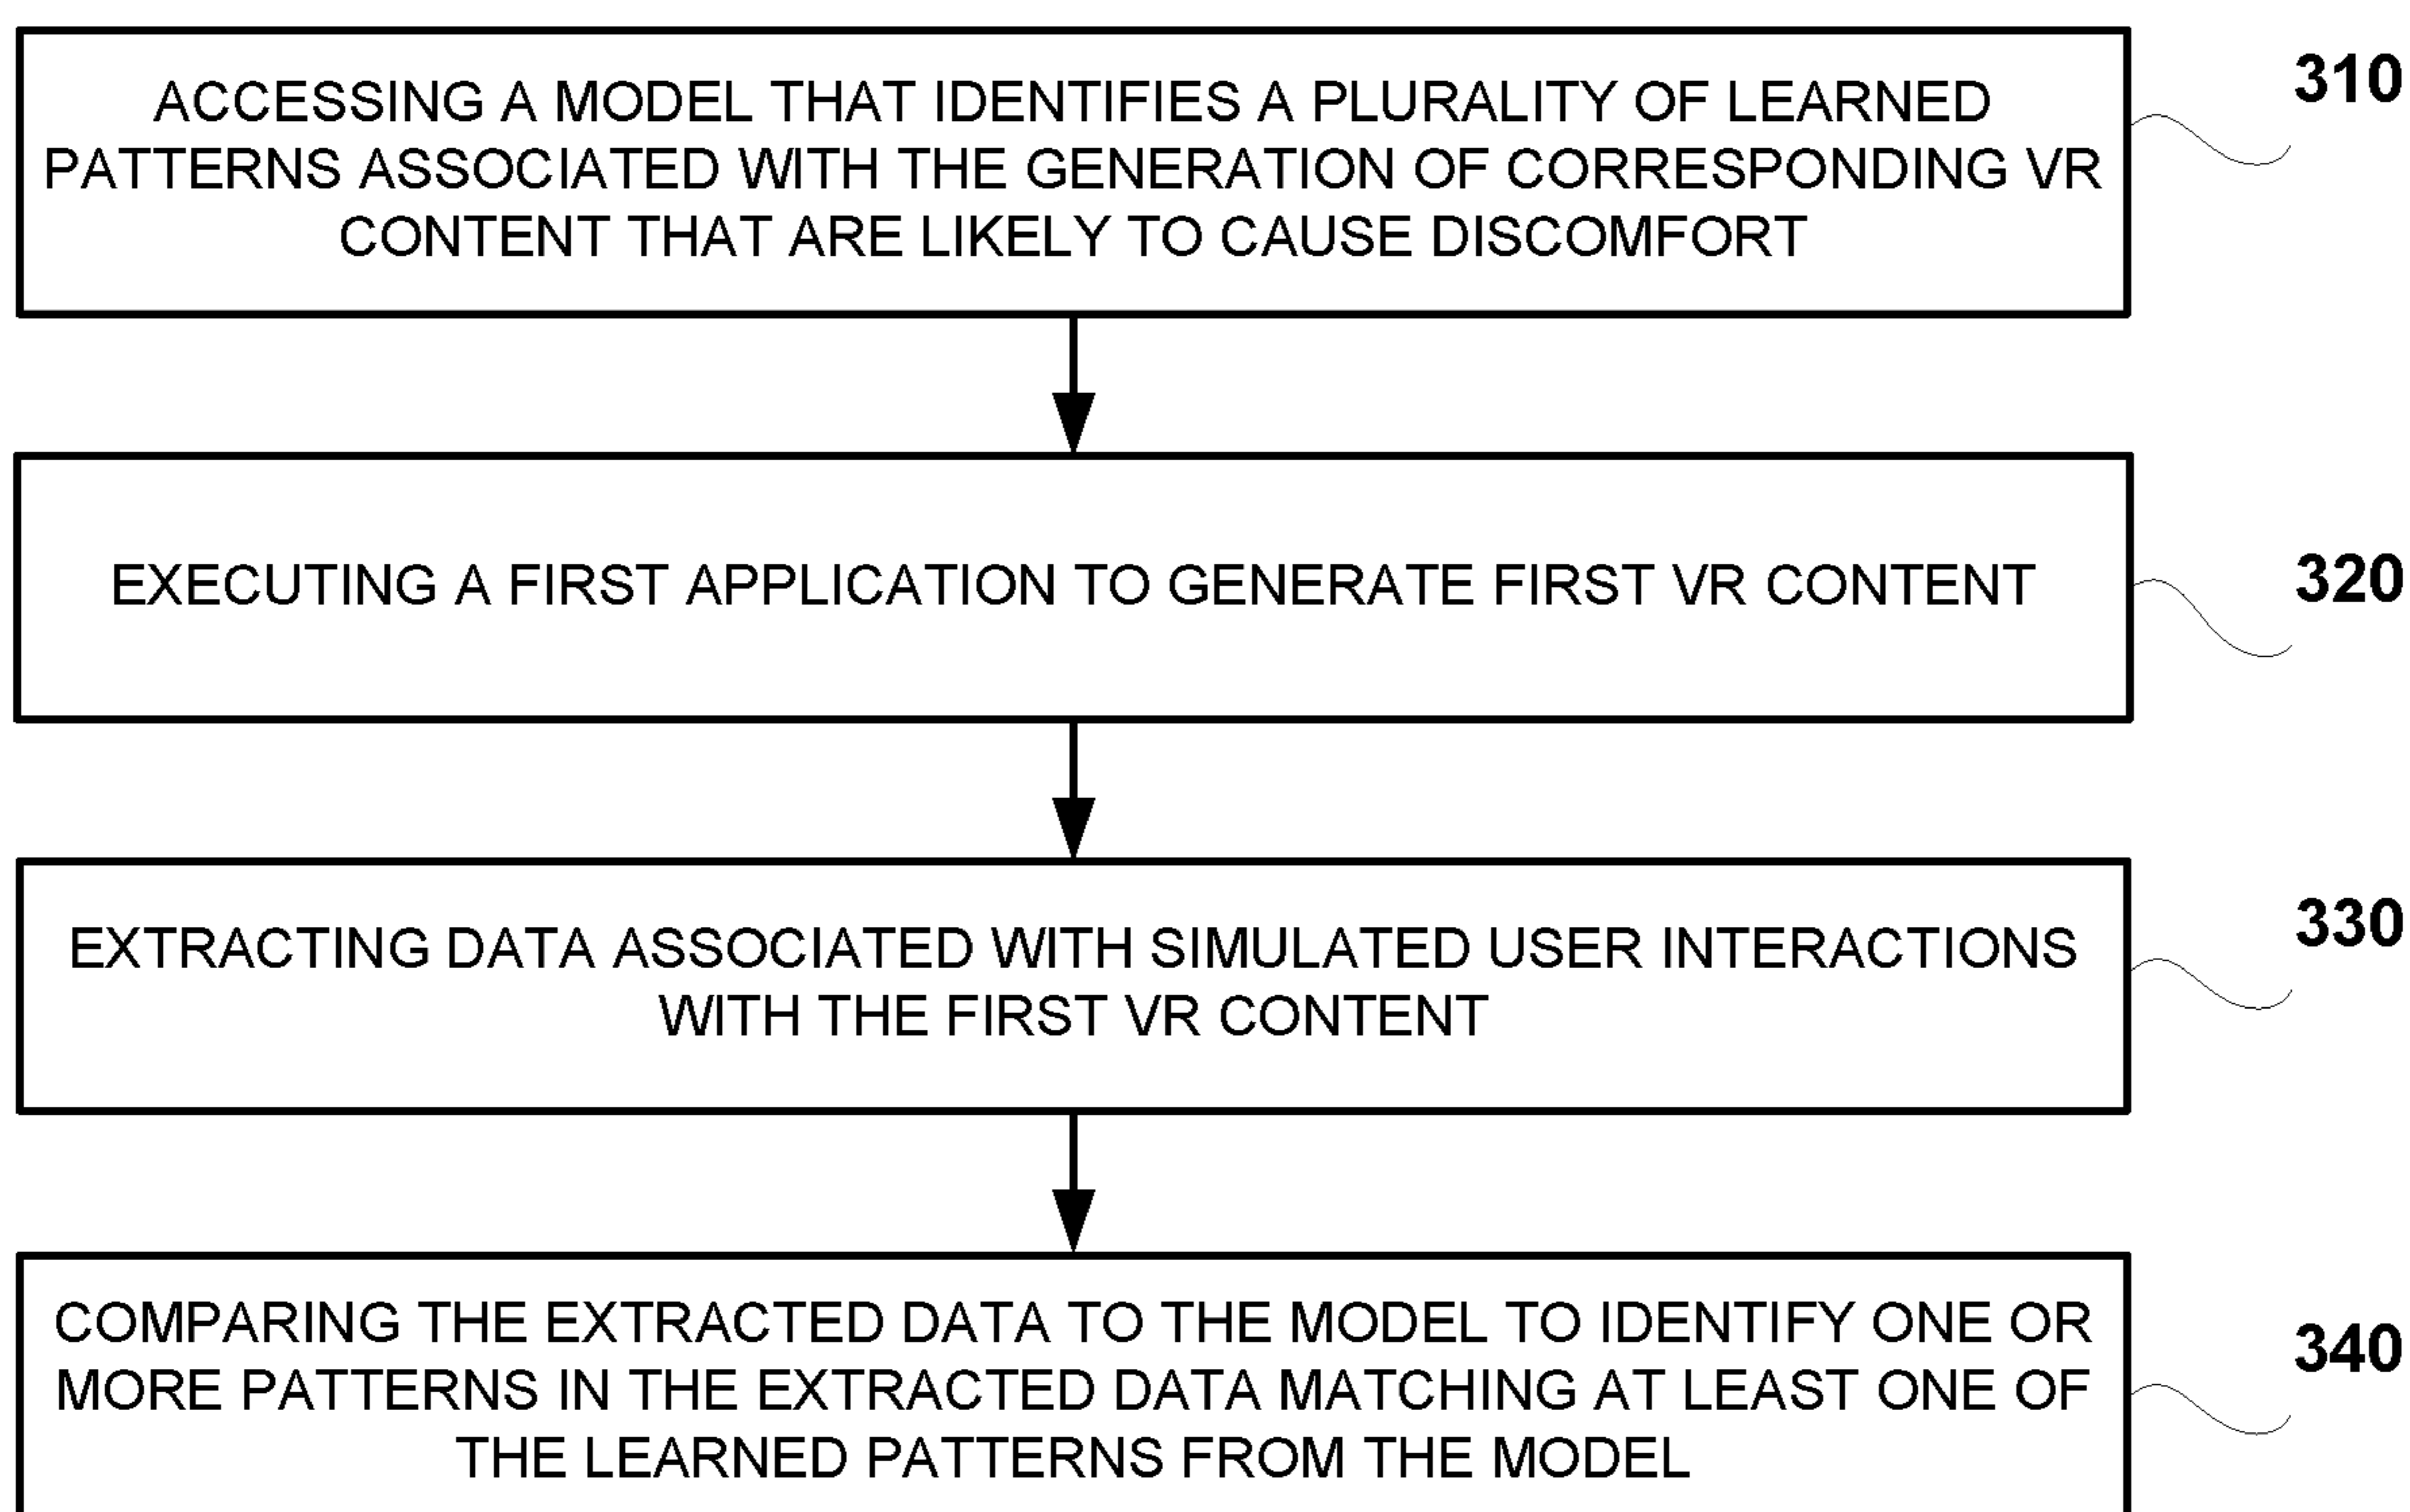 ACCESSING A MODEL THAT IDENTIFIES A PLURALITY OF LEARNED
PATTERNS ASSOCIATED WITH THE GENERATION OF CORRESPONDING VR
CONTENT THAT ARE LIKELY TO CAUSE DISCOMFORT
310
EXECUTING A FIRST APPLICATION TO GENERATE FIRST VR CONTENT
320
EXTRACTING DATA ASSOCIATED WITH SIMULATED USER INTERACTIONS
WITH THE FIRST VR CONTENT
330
COMPARING THE EXTRACTED DATA TO THE MODEL TO IDENTIFY ONE OR
MORE PATTERNS IN THE EXTRACTED DATA MATCHING AT LEAST ONE OF
THE LEARNED PATTERNS FROM THE MODEL
340